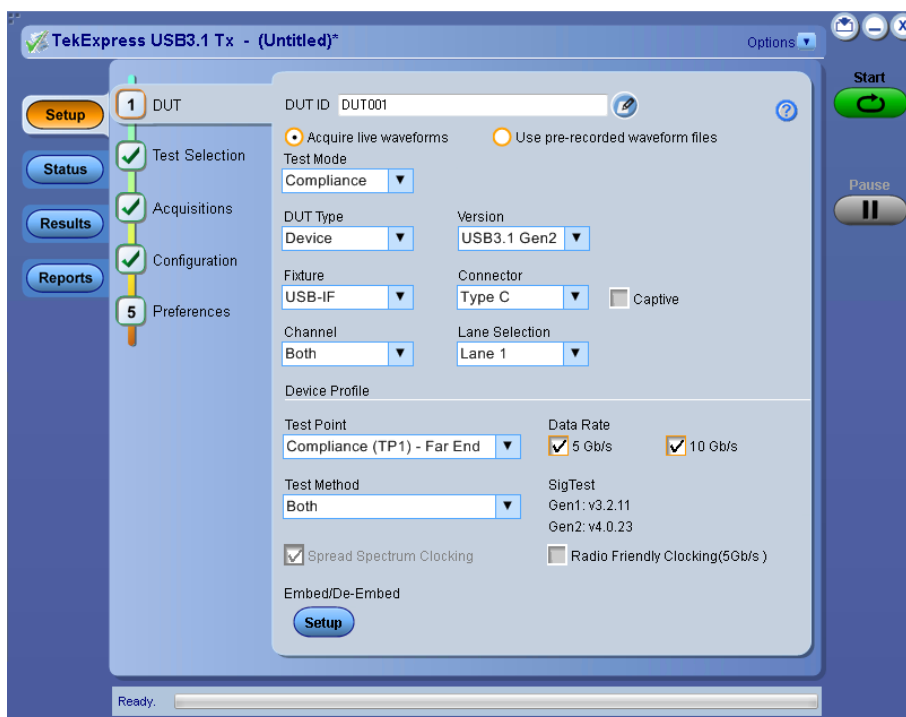 TekExpress USB3.1 Tx - (Untitled)*
Options
Start
Pause
Setup
Status
Results
Reports
1 DUT
Test Selection
Acquisitions
Configuration
5 Preferences
DUT ID DUT001
Acquire live waveforms Use pre-recorded waveform files
Test Mode
Compliance
DUT Type Version
Device USB3.1 Gen2
Fixture Connector
USB-IF Type C Captive
Channel Lane Selection
Both Lane 1
Device Profile
Test Point Data Rate
Compliance (TP1) - Far End 5 Gb/s 10 Gb/s
Test Method SigTest
Both Gen1: v3.2.11
Gen2: v4.0.23
Spread Spectrum Clocking Radio Friendly Clocking(5Gb/s )
Embed/De-Embed
Setup
Ready.